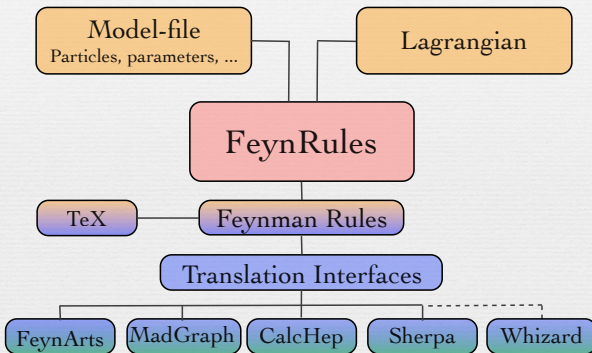 Model-file
Particles, parameters, ...
Lagrangian
FeynRules
TeX
Feynman Rules
Translation Interfaces
FeynArts
MadGraph
CalcHep
Sherpa
Whizard